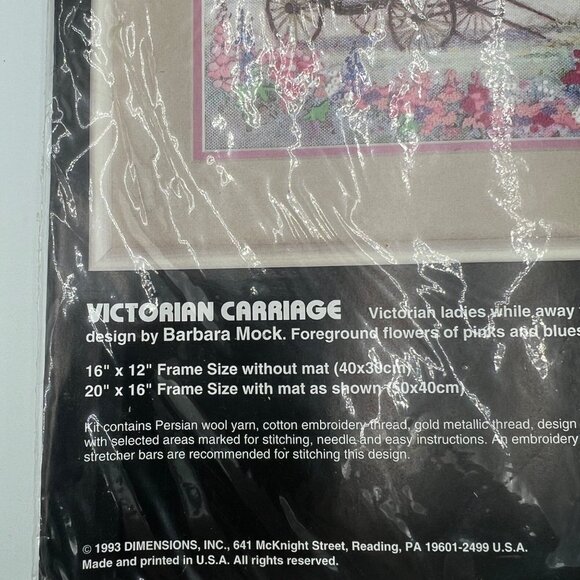 VICTORIAN CARRIAGE Victorian ladies while away
design by Barbara Mock. Foreground flowers of pinks and blues
16" x 12" Frame Size without mat (40x30cm)
20" x 16" Frame Size with mat as shown (50x40cm)
Kit contains Persian wool yarn, cotton embroidery thread, gold metallic thread, design
with selected areas marked for stitching, needle and easy instructions. An embroidery
stretcher bars are recommended for stitching this design.
© 1993 DIMENSIONS, INC., 641 McKnight Street, Reading, PA 19601-2499 U.S.A.
Made and printed in U.S.A. All rights reserved.